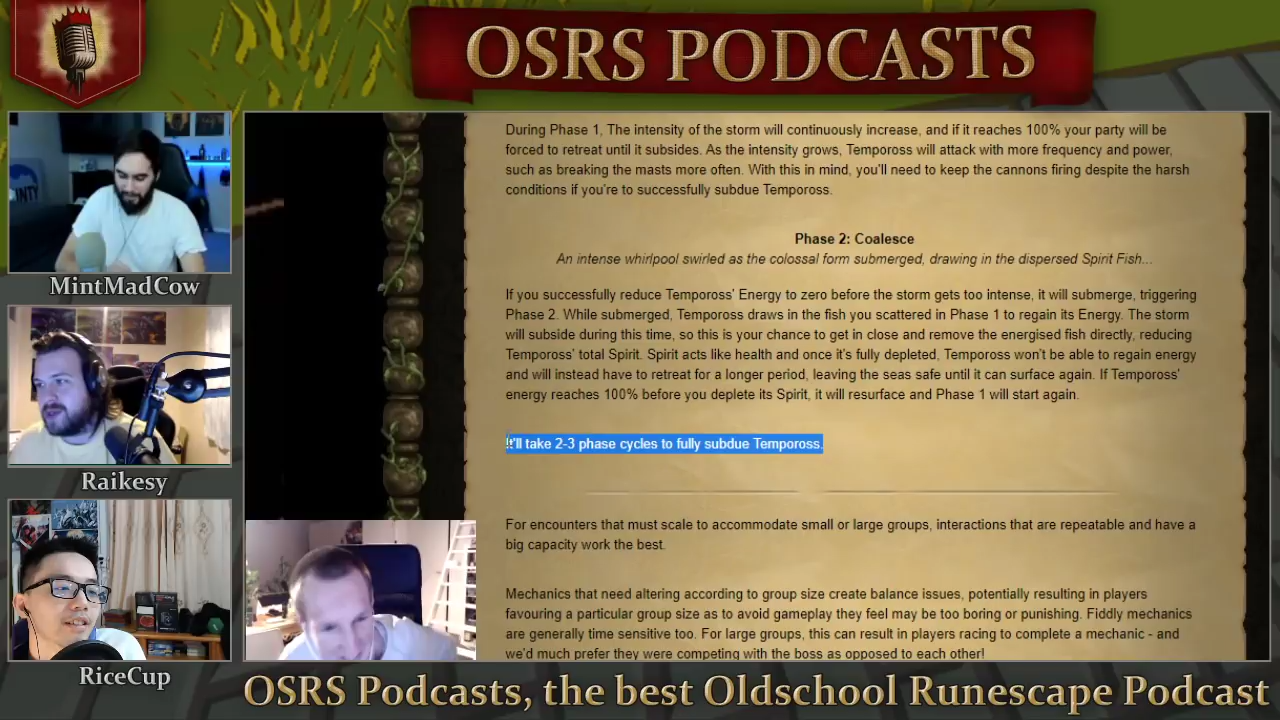 OSRS PODCASTS
During Phase 1, The intensity of the storm will continuously increase, and if it reaches 100% your party will be
forced to retreat until it subsides. As the intensity grows, Tempoross will attack with more frequency and power,
such as breaking the masts more often. With this in mind, you'll need to keep the cannons firing despite the harsh
conditions if you're to successfully subdue Tempoross.
Phase 2: Coalesce
An intense whirlpool swirled as the colossal form submerged, drawing in the dispersed Spirit Fish...
If you successfully reduce Tempoross' Energy to zero before the storm gets too intense, it will submerge, triggering
Phase 2. While submerged, Tempoross draws in the fish you scattered in Phase 1 to regain its Energy. The storm
will subside during this time, so this is your chance to get in close and remove the energised fish directly, reducing
Tempoross' total Spirit. Spirit acts like health and once it's fully depleted, Tempoross won't be able to regain energy
and will instead have to retreat for a longer period, leaving the seas safe until it can surface again. If Tempoross'
energy reaches 100% before you deplete its Spirit, it will resurface and Phase 1 will start again.
It'll take 2-3 phase cycles to fully subdue Tempoross.
For encounters that must scale to accommodate small or large groups, interactions that are repeatable and have a
big capacity work the best.
Mechanics that need altering according to group size create balance issues, potentially resulting in players
favouring a particular group size as to avoid gameplay they feel may be too boring or punishing. Fiddly mechanics
are generally time sensitive too. For large groups, this can result in players racing to complete a mechanic - and
we'd much prefer they were competing with the boss as opposed to each other!
MintMadCow
Raikesy
RiceCup
OSRS Podcasts, the best Oldschool Runescape Podcast